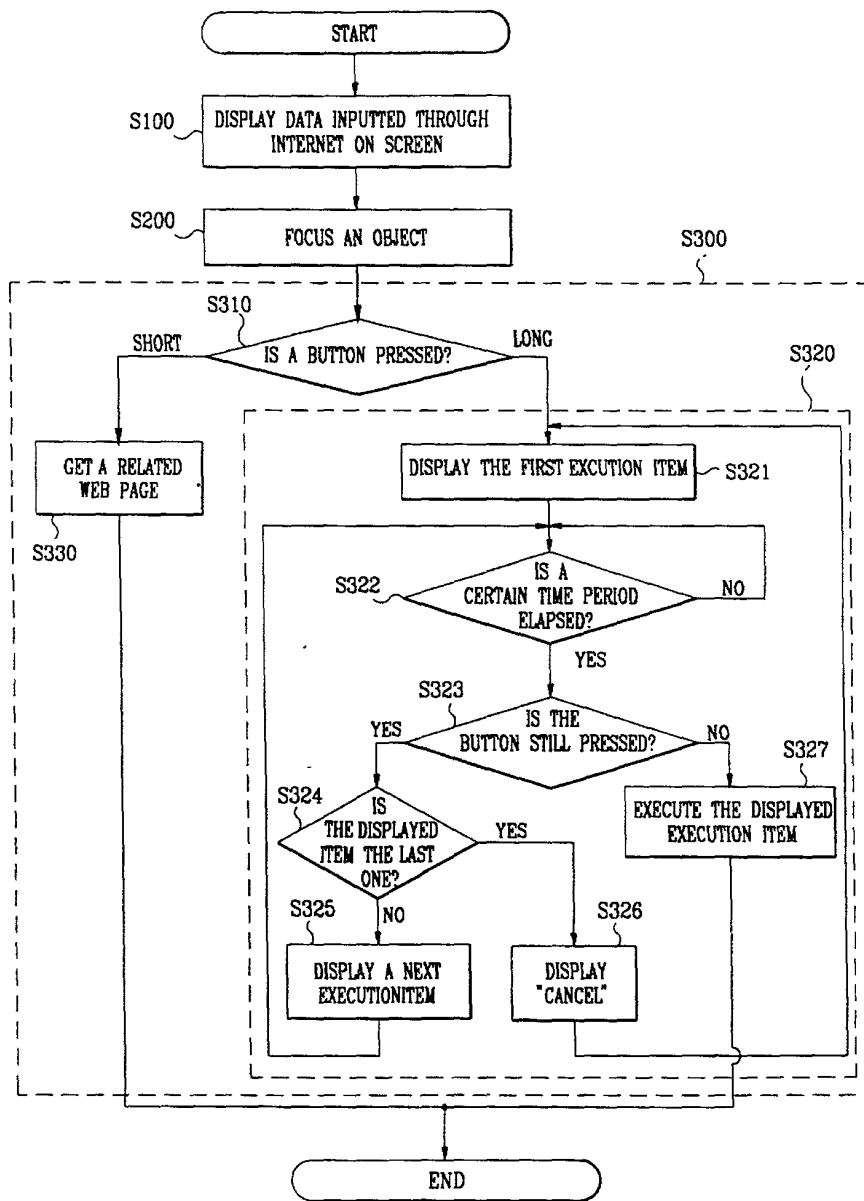 START
S100
DISPLAY DATA INPUTTED THROUGH
INTERNET ON SCREEN
S200
FOCUS AN OBJECT
S300
S310
SHORT
IS A BUTTON PRESSED?
LONG
S320
GET A RELATED
WEB PAGE
S330
DISPLAY THE FIRST EXCUTION ITEM
S321
S322
IS A
CERTAIN TIME PERIOD
ELAPSED?
NO
YES
S323
YES
IS THE
BUTTON STILL PRESSED?
NO
S327
EXECUTE THE DISPLAYED
EXECUTION ITEM
S324
IS
THE DISPLAYED
ITEM THE LAST
ONE?
YES
NO
S325
DISPLAY A NEXT
EXECUTIONITEM
S326
DISPLAY
"CANCEL"
END